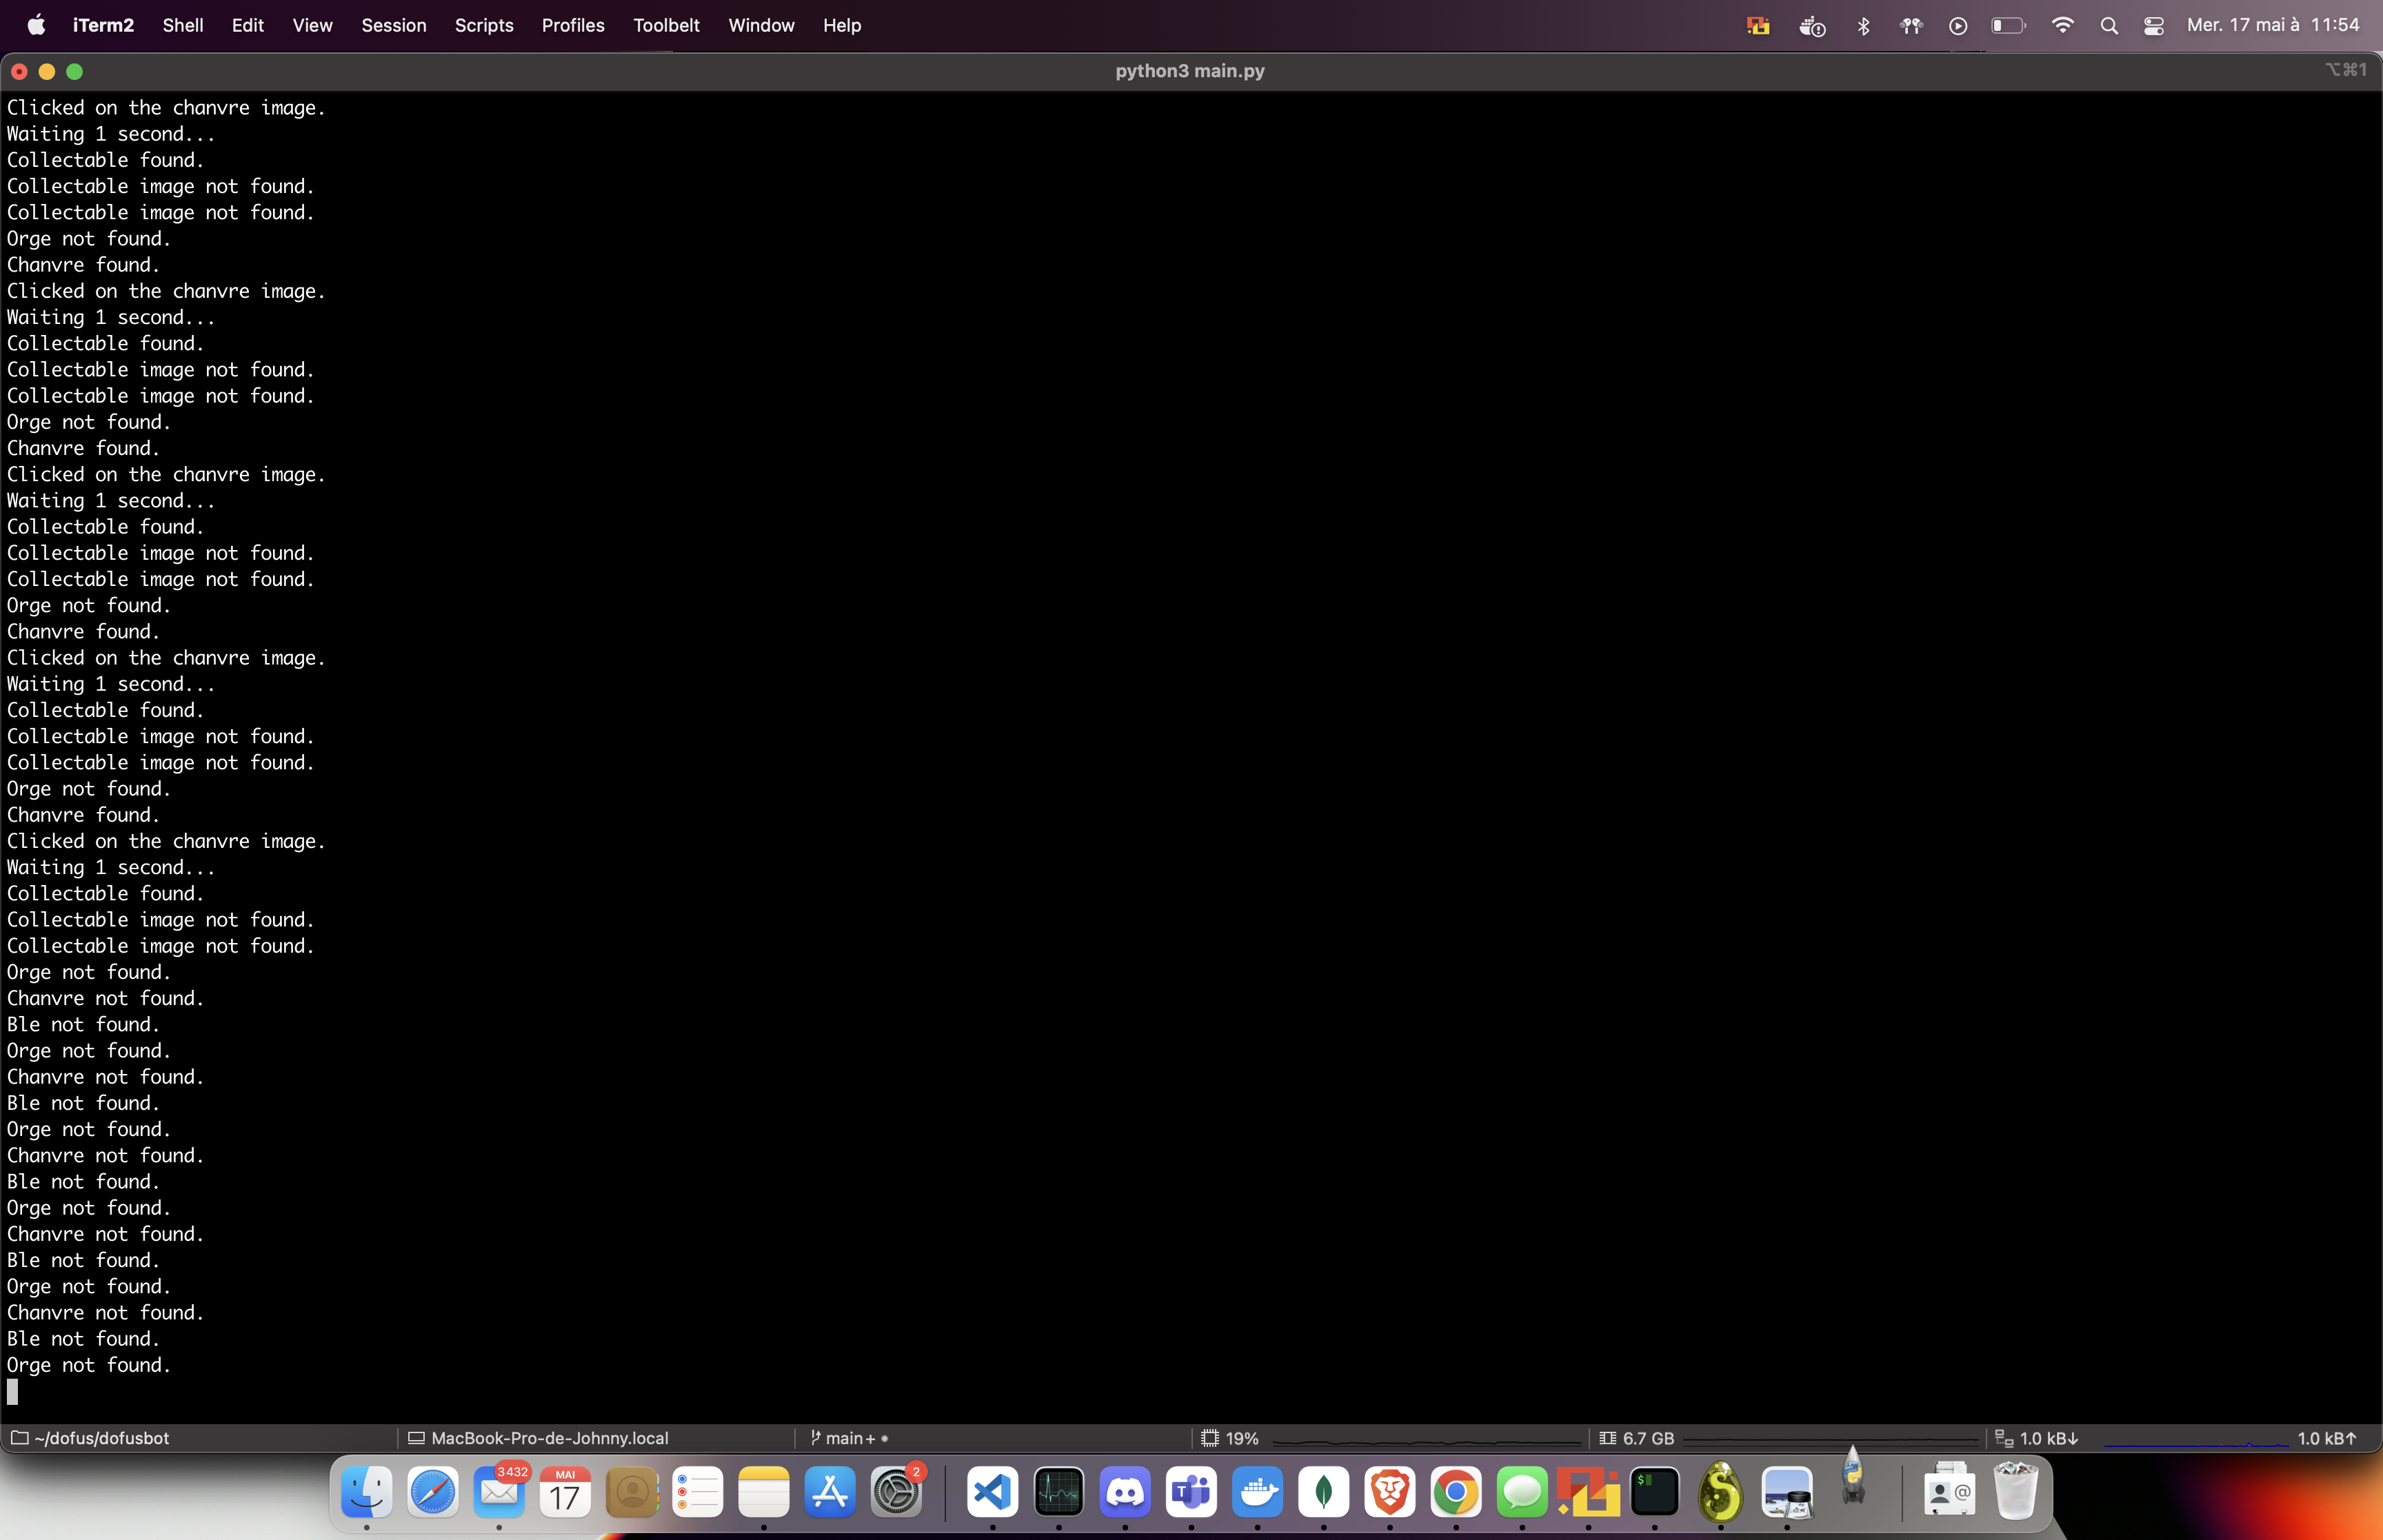 iTerm2 Shell Edit View Session Scripts Profiles Toolbelt Window Help Mer. 17 mai à 11:54
python3 main.py ⌥⌘1
Clicked on the chanvre image.
Waiting 1 second...
Collectable found.
Collectable image not found.
Collectable image not found.
Orge not found.
Chanvre found.
Clicked on the chanvre image.
Waiting 1 second...
Collectable found.
Collectable image not found.
Collectable image not found.
Orge not found.
Chanvre found.
Clicked on the chanvre image.
Waiting 1 second...
Collectable found.
Collectable image not found.
Collectable image not found.
Orge not found.
Chanvre found.
Clicked on the chanvre image.
Waiting 1 second...
Collectable found.
Collectable image not found.
Collectable image not found.
Orge not found.
Chanvre found.
Clicked on the chanvre image.
Waiting 1 second...
Collectable found.
Collectable image not found.
Collectable image not found.
Orge not found.
Chanvre not found.
Ble not found.
Orge not found.
Chanvre not found.
Ble not found.
Orge not found.
Chanvre not found.
Ble not found.
Orge not found.
Chanvre not found.
Ble not found.
Orge not found.
Chanvre not found.
Ble not found.
Orge not found.
~/dofus/dofusbot MacBook-Pro-de-Johnny.local main+ ● 19% 6.7 GB 1.0 kB↓ 1.0 kB↑
3432 MAI 2
17